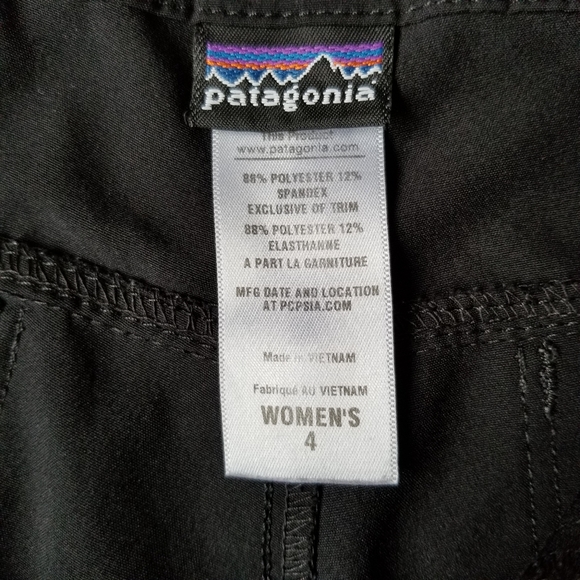 patagonia
This Product
www.patagonia.com
88% POLYESTER 12%
SPANDEX
EXCLUSIVE OF TRIM
88% POLYESTER 12%
ELASTHANNE
A PART LA GARNITURE
MFG DATE AND LOCATION
AT PCPSIA.COM
Made in VIETNAM
Fabriqué AU VIETNAM
WOMEN'S
4